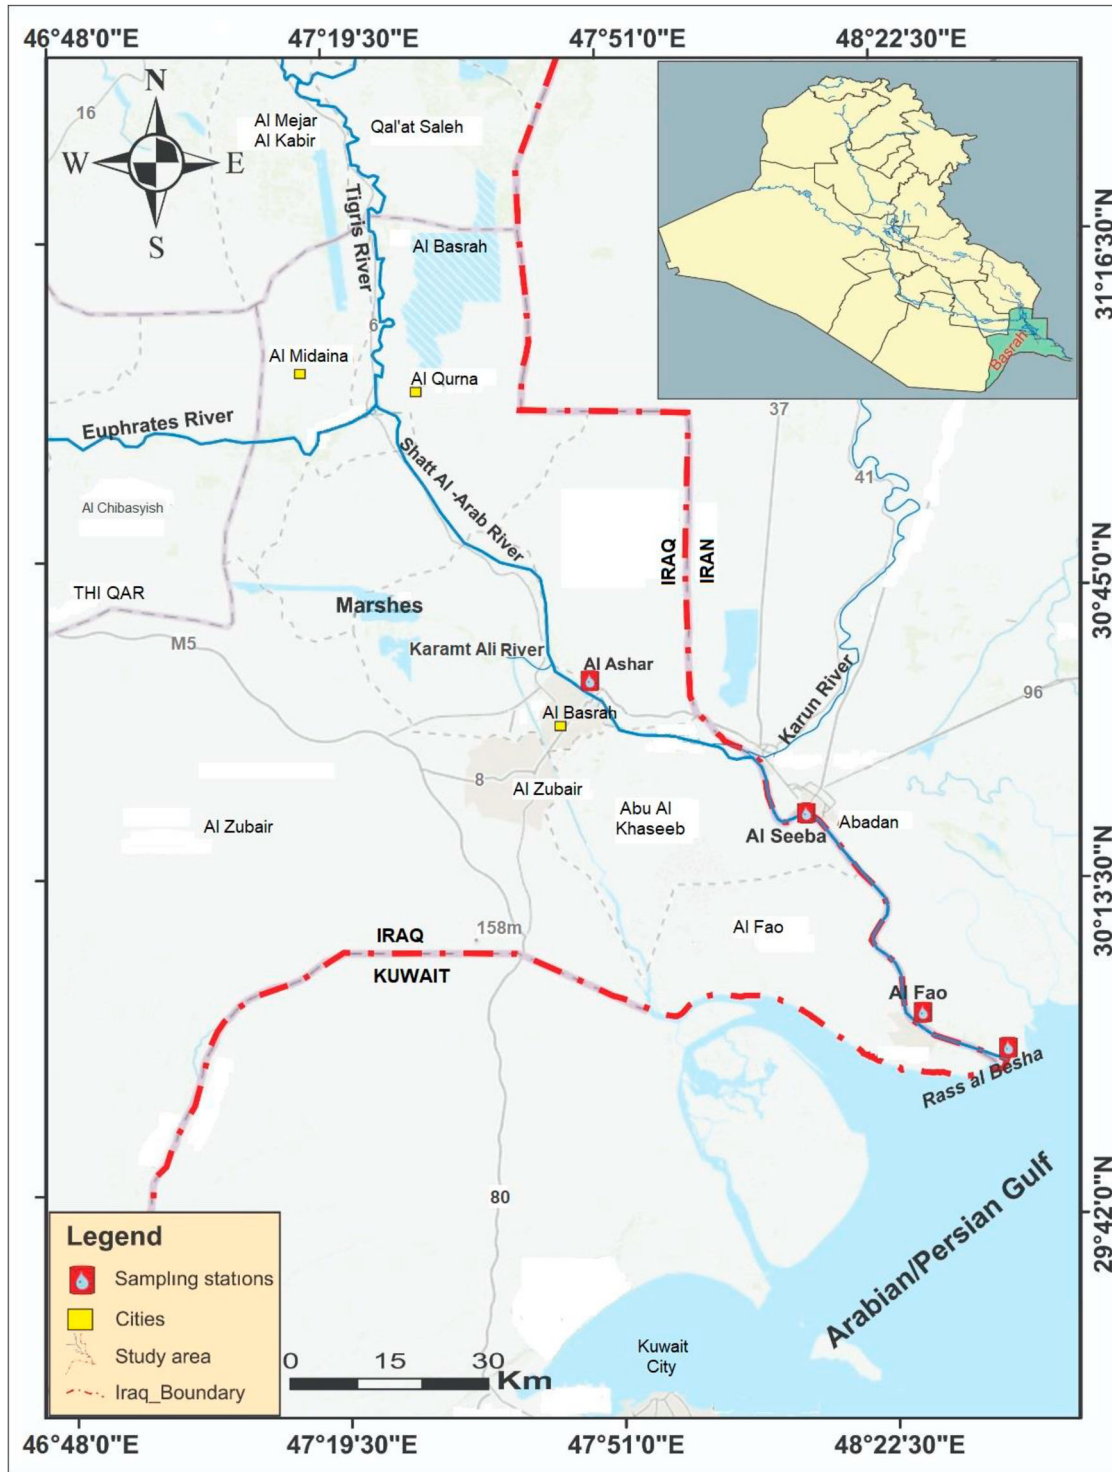 46°48'0"E 47°19'30"E 47°51'0"E 48°22'30"E
N
W E
S
16
Al Mejar
Al Kabir
Qal'at Saleh
Tigris River
Al Basrah
6
Al Midaina
Al Qurna
Euphrates River
Shatt Al -Arab River
Al Chibasyish
THI QAR
M5
Marshes
Karamt Ali River
Al Ashar
Al Basrah
IRAQ
IRAN
37
41
96
Karun River
8
Al Zubair
Al Zubair
Abu Al
Khaseeb
Al Seeba
Abadan
158m
Al Fao
IRAQ
KUWAIT
Al Fao
Rass al Besha
80
Arabian/Persian Gulf
Kuwait
City
Basrah
31°16'30"N
30°45'0"N
30°13'30"N
29°42'0"N
Legend
Sampling stations
Cities
Study area
Iraq_Boundary
0 15 30
Km
46°48'0"E 47°19'30"E 47°51'0"E 48°22'30"E